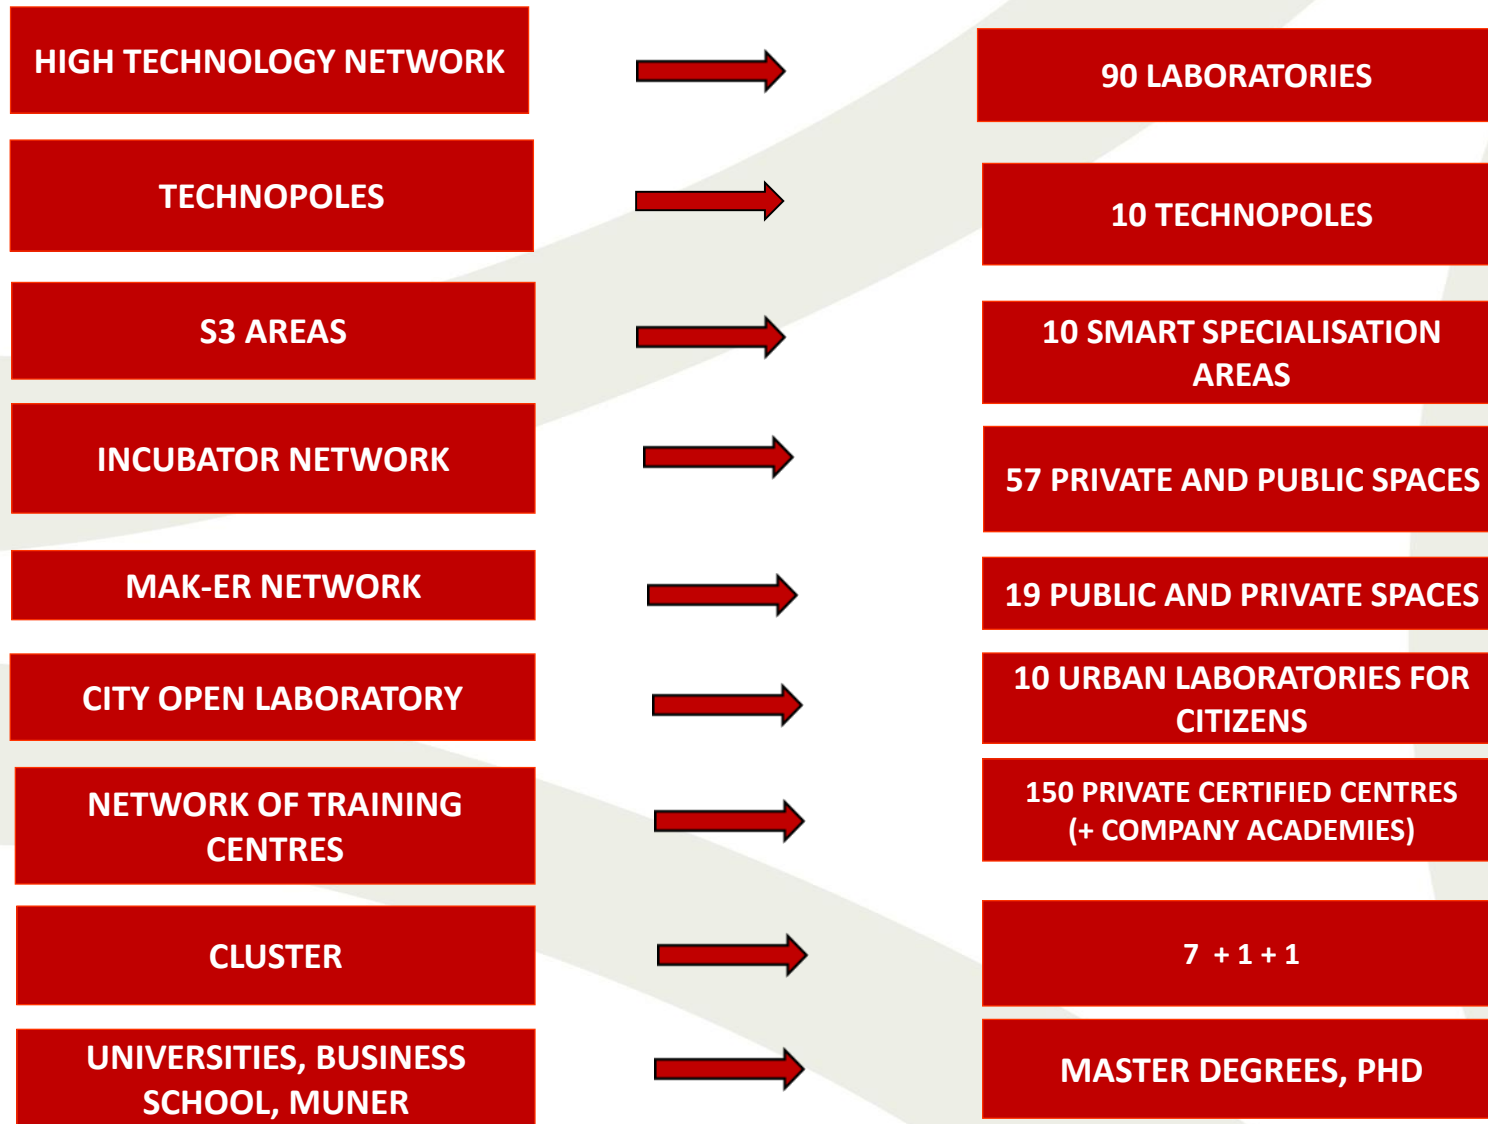 HIGH TECHNOLOGY NETWORK
90 LABORATORIES
TECHNOPOLES
10 TECHNOPOLES
S3 AREAS
10 SMART SPECIALISATION
AREAS
INCUBATOR NETWORK
57 PRIVATE AND PUBLIC SPACES
MAK-ER NETWORK
19 PUBLIC AND PRIVATE SPACES
CITY OPEN LABORATORY
10 URBAN LABORATORIES FOR
CITIZENS
NETWORK OF TRAINING
CENTRES
150 PRIVATE CERTIFIED CENTRES
(+ COMPANY ACADEMIES)
CLUSTER
7 + 1 + 1
UNIVERSITIES, BUSINESS
SCHOOL, MUNER
MASTER DEGREES, PHD